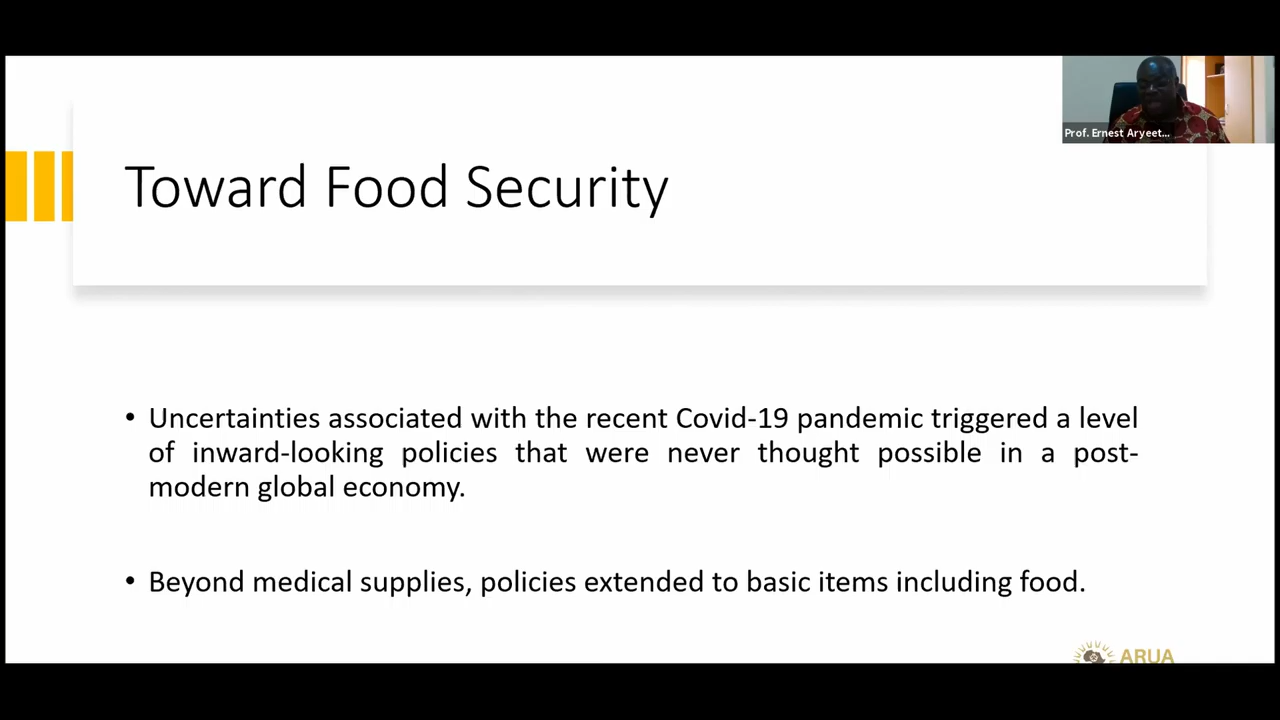 Prof. Ernest Aryeet...
Toward Food Security
• Uncertainties associated with the recent Covid-19 pandemic triggered a level
of inward-looking policies that were never thought possible in a post-
modern global economy.
• Beyond medical supplies, policies extended to basic items including food.
ARUA